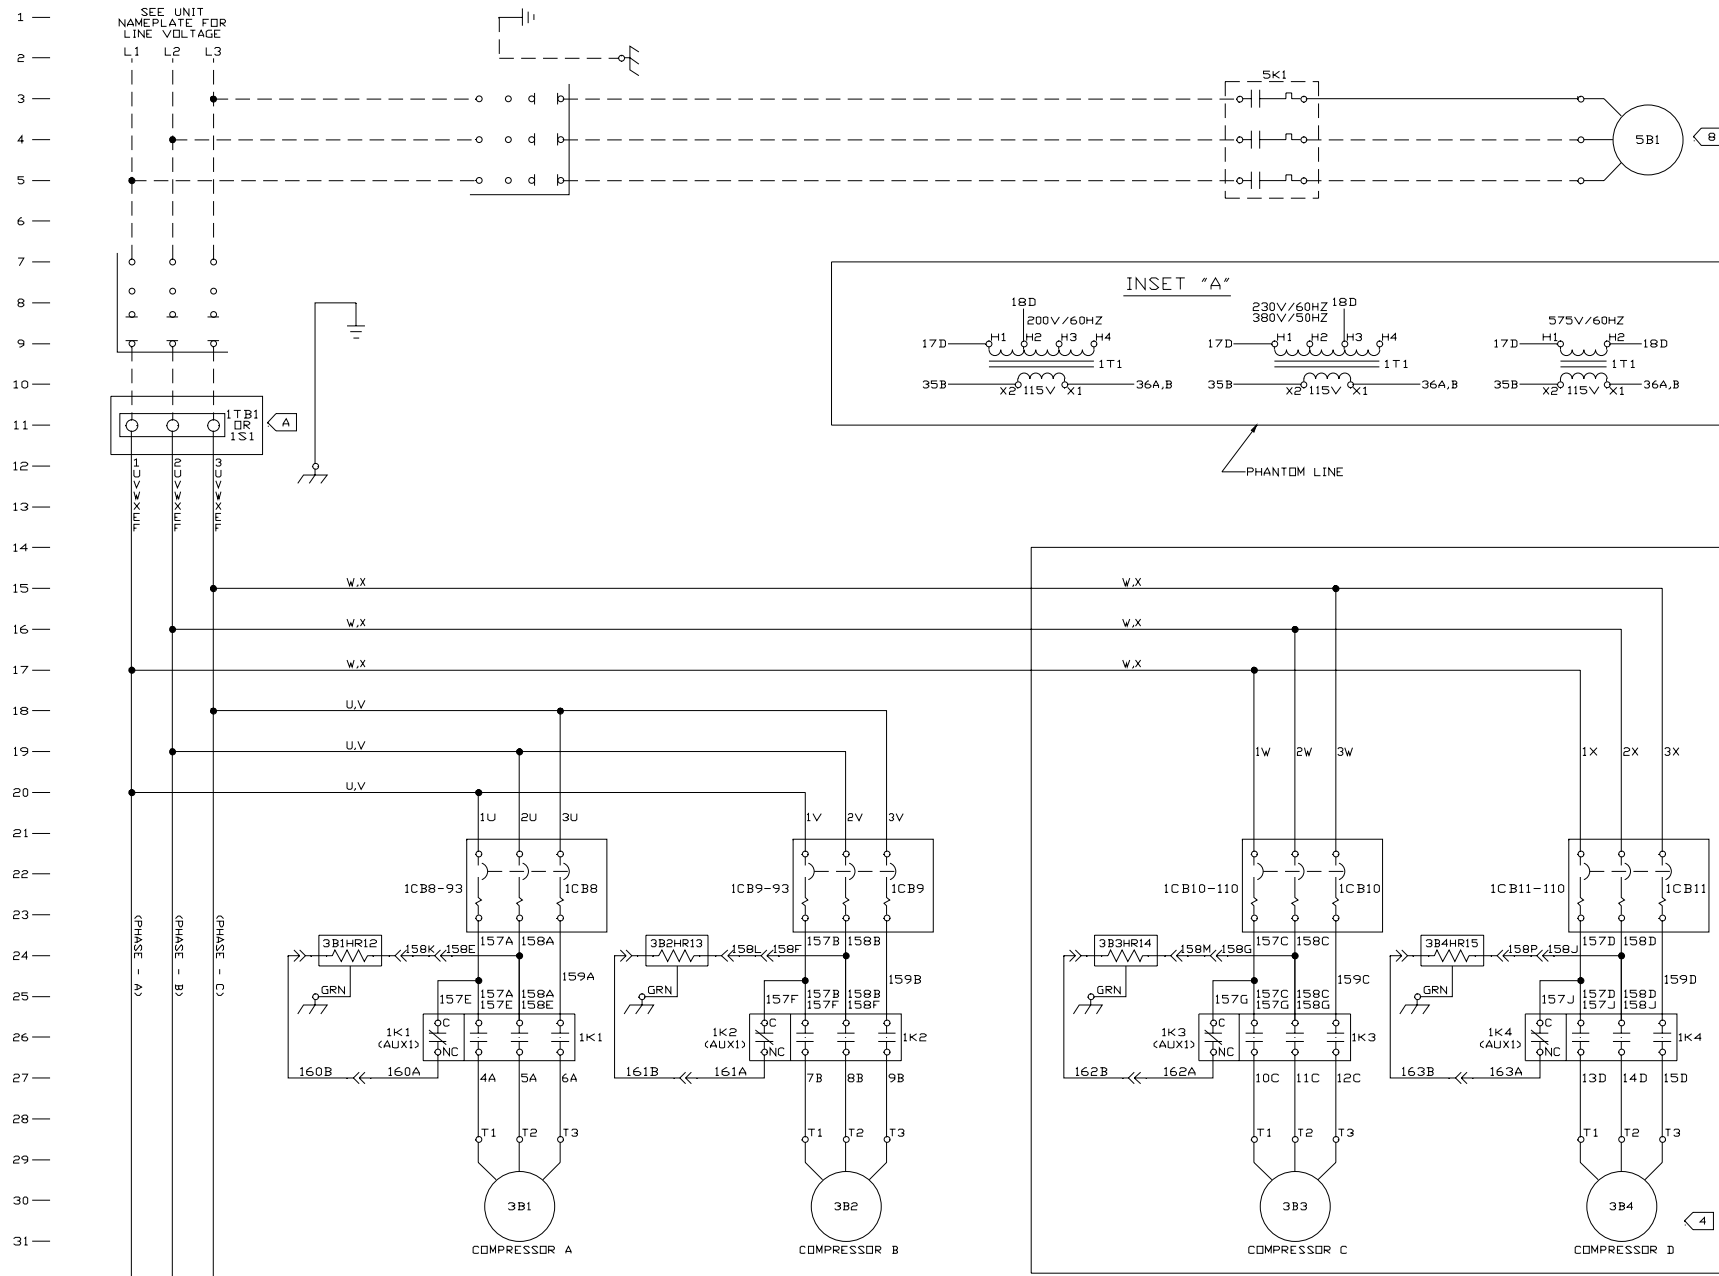 1
SEE UNIT
NAMEPLATE FOR
LINE VOLTAGE
2
L1 L2 L3
3
5K1
4
5B1
8
5
6
7
INSET "A"
8
18D
200V/60HZ
230V/60HZ
380V/50HZ
18D
575V/60HZ
9
17D
H1 H2 H3 H4
1T1
17D
H1 H2 H3 H4
1T1
17D
H1 H2
18D
1T1
10
35B
X2 115V X1
36A,B
35B
X2 115V X1
36A,B
35B
X2 115V X1
36A,B
11
1TB1
OR
1S1
A
12
PHANTOM LINE
1UVWXEF
2UVWXEF
3UVWXEF
13
14
15
W,X
W,X
16
W,X
W,X
17
W,X
W,X
18
U,V
19
U,V
1W 2W 3W
1X 2X 3X
20
U,V
1U 2U 3U
1V 2V 3V
21
22
1CB8-93
1CB8
1CB9-93
1CB9
1CB10-110
1CB10
1CB11-110
1CB11
23
(PHASE - A)
(PHASE - B)
(PHASE - C)
157A 158A
157B 158B
157C 158C
157D 158D
24
3B1HR12
158K 158E
3B2HR13
158L 158F
3B3HR14
158M 158G
3B4HR15
158P 158J
159A
159B
159C
159D
25
GRN
157E
157A
157E
158A
158E
GRN
157F
157B
157F
158B
158F
GRN
157G
157C
157G
158C
158G
GRN
157J
157D
157J
158D
158J
26
1K1
(AUX1)
C
NC
1K1
1K2
(AUX1)
C
NC
1K2
1K3
(AUX1)
C
NC
1K3
1K4
(AUX1)
C
NC
1K4
27
160B 160A
4A 5A 6A
161B 161A
7B 8B 9B
162B 162A
10C 11C 12C
163B 163A
13D 14D 15D
28
T1 T2 T3
T1 T2 T3
T1 T2 T3
T1 T2 T3
29
30
3B1
3B2
3B3
3B4
4
31
COMPRESSOR A
COMPRESSOR B
COMPRESSOR C
COMPRESSOR D